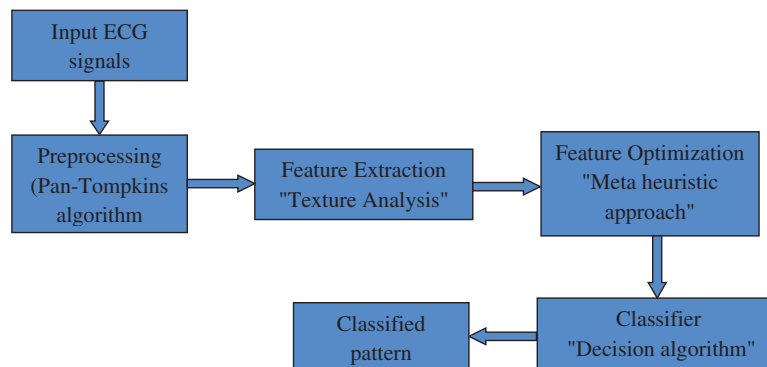 Input ECG
signals
Preprocessing
(Pan-Tompkins
algorithm
Feature Extraction
"Texture Analysis"
Feature Optimization
"Meta heuristic
approach"
Classifier
"Decision algorithm"
Classified
pattern